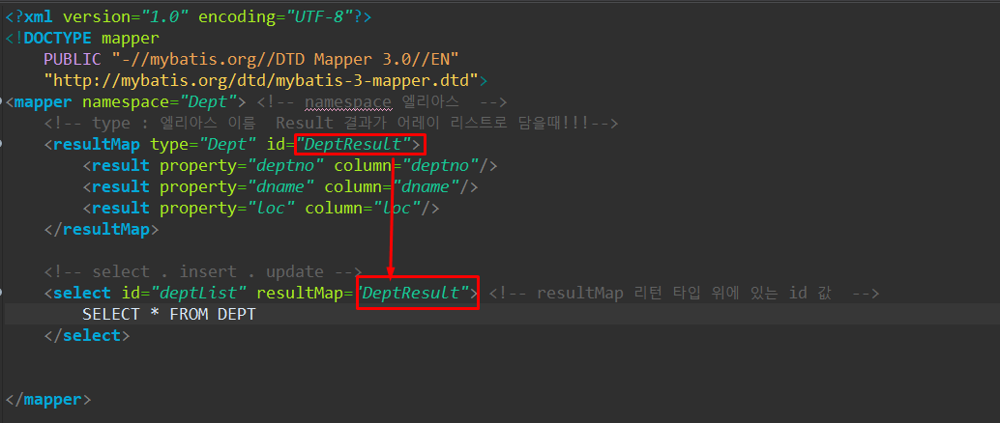 <?xml version="1.0" encoding="UTF-8"?>
<!DOCTYPE mapper
PUBLIC "-//mybatis.org//DTD Mapper 3.0//EN"
"http://mybatis.org/dtd/mybatis-3-mapper.dtd">
<mapper namespace="Dept"> <!-- namespace 엘리아스  -->
<!-- type : 엘리아스 이름  Result 결과가 어레이 리스트로 담을때!!!-->
<resultMap type="Dept" id="DeptResult">
<result property="deptno" column="deptno"/>
<result property="dname" column="dname"/>
<result property="loc" column="loc"/>
</resultMap>
<!-- select . insert . update -->
<select id="deptList" resultMap="DeptResult"> <!-- resultMap 리턴 타입 위에 있는 id 값  -->
SELECT * FROM DEPT
</select>
</mapper>